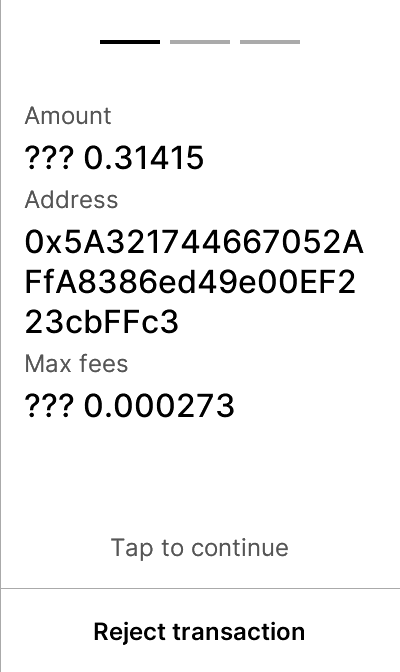 Amount
??? 0.31415
Address
0x5A321744667052A
FfA8386ed49e00EF2
23cbFFc3
Max fees
??? 0.000273
Tap to continue
Reject transaction